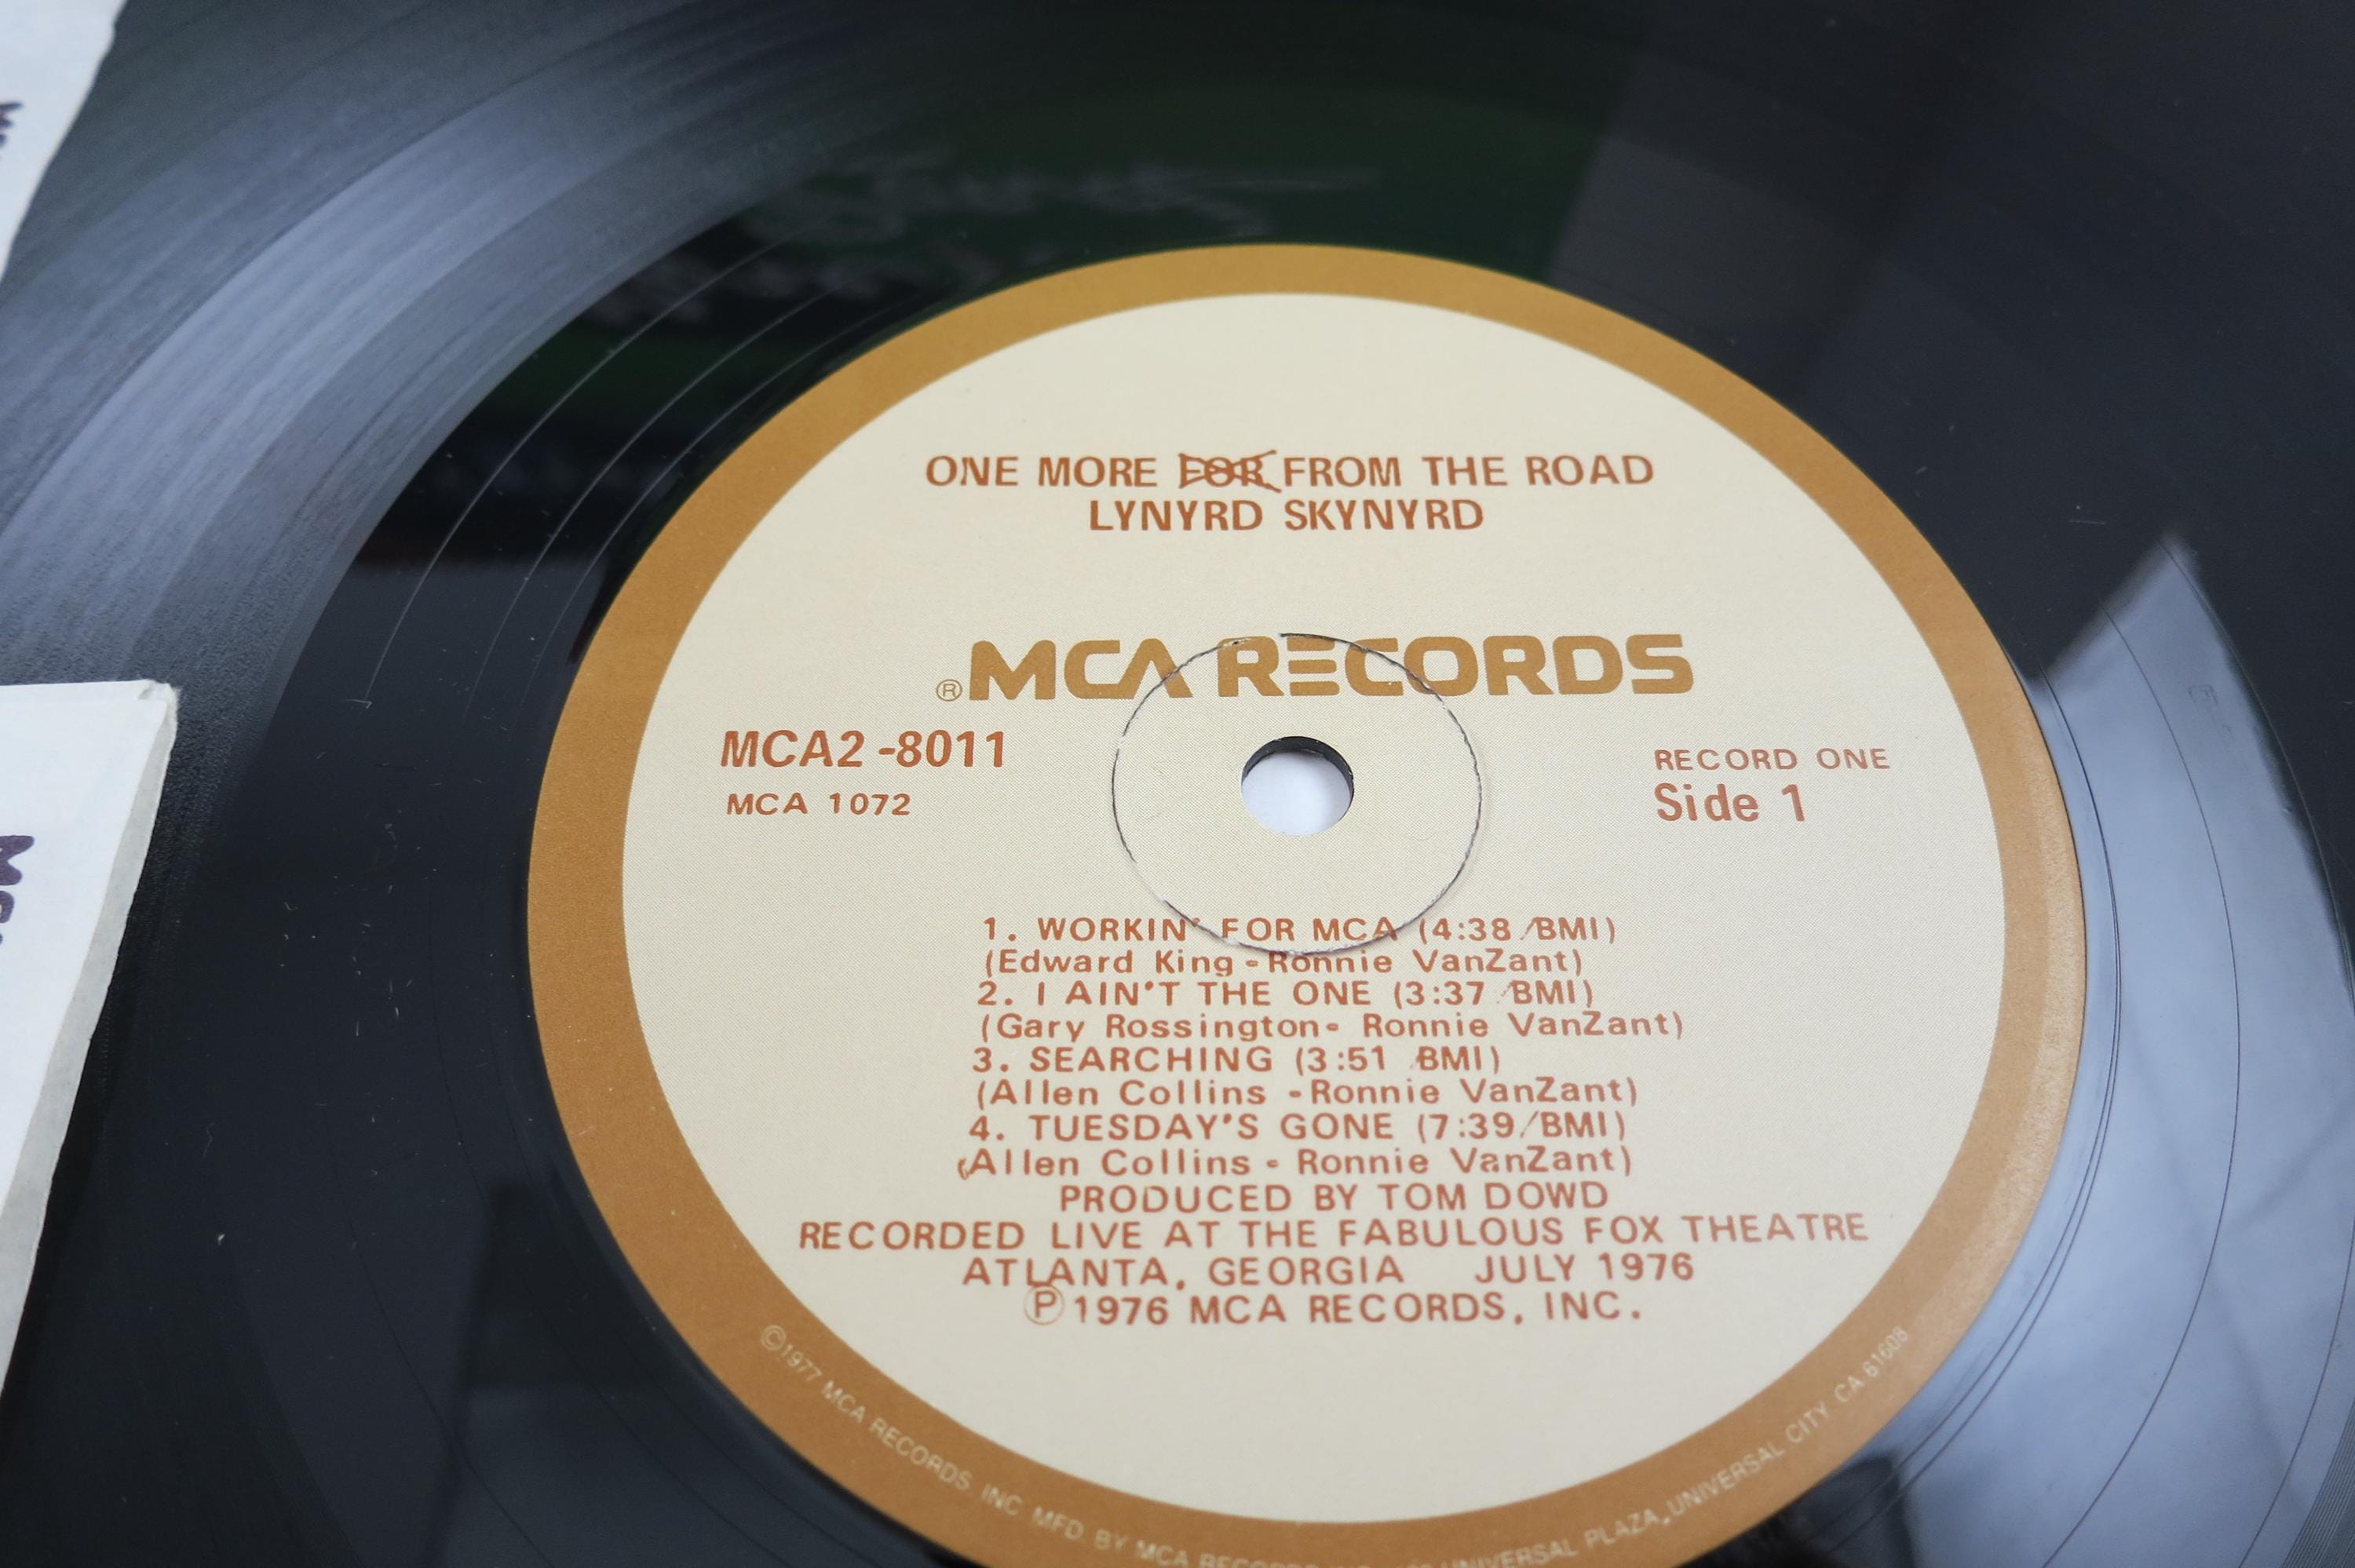 ONE MORE FOR FROM THE ROAD
LYNYRD SKYNYRD
®MCA RECORDS
MCA2-8011
MCA 1072
RECORD ONE
Side 1
1. WORKIN' FOR MCA (4:38/BMI)
(Edward King - Ronnie VanZant)
2. I AIN'T THE ONE (3:37/BMI)
(Gary Rossington- Ronnie VanZant)
3. SEARCHING (3:51 /BMI)
(Allen Collins -Ronnie VanZant)
4. TUESDAY'S GONE (7:39/BMI)
(Allen Collins - Ronnie VanZant)
PRODUCED BY TOM DOWD
RECORDED LIVE AT THE FABULOUS FOX THEATRE
ATLANTA, GEORGIA JULY 1976
Ⓟ1976 MCA RECORDS, INC.
©1977 MCA RECORDS, INC. MFD. BY MCA RECORDS UNIVERSAL PLAZA, UNIVERSAL CITY, CA 61608